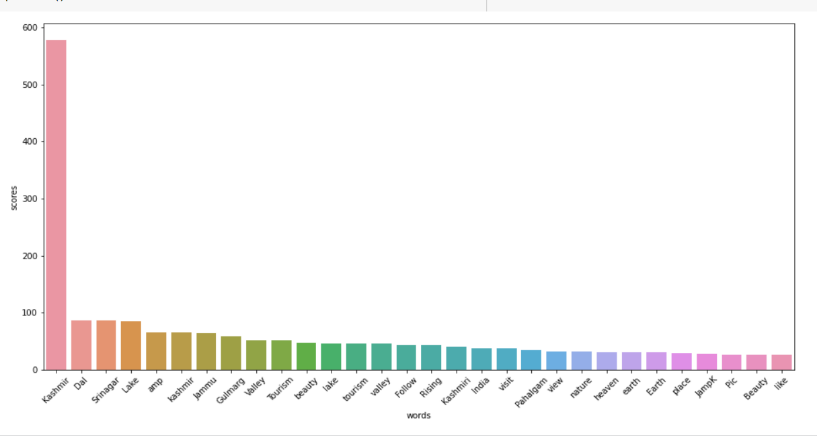 600
500
400
300
200
100
0
scores
Kashmir
Dal
Srinagar
Lake
amp
kashmir
Jammu
Gulmarg
Valley
Tourism
beauty
lake
tourism
valley
Follow
Rising
Kashmiri
India
visit
Pahalgam
view
nature
heaven
earth
Earth
place
JampK
Pic
Beauty
like
words